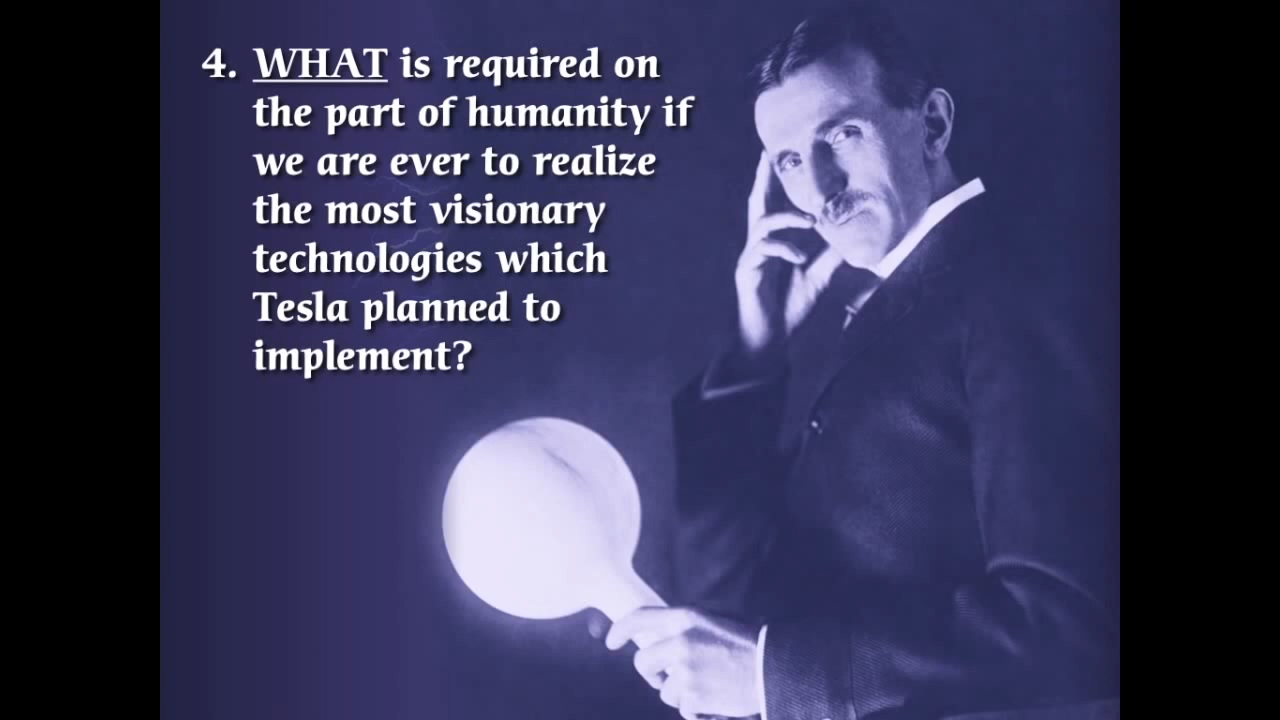 4. WHAT is required on
the part of humanity if
we are ever to realize
the most visionary
technologies which
Tesla planned to
implement?